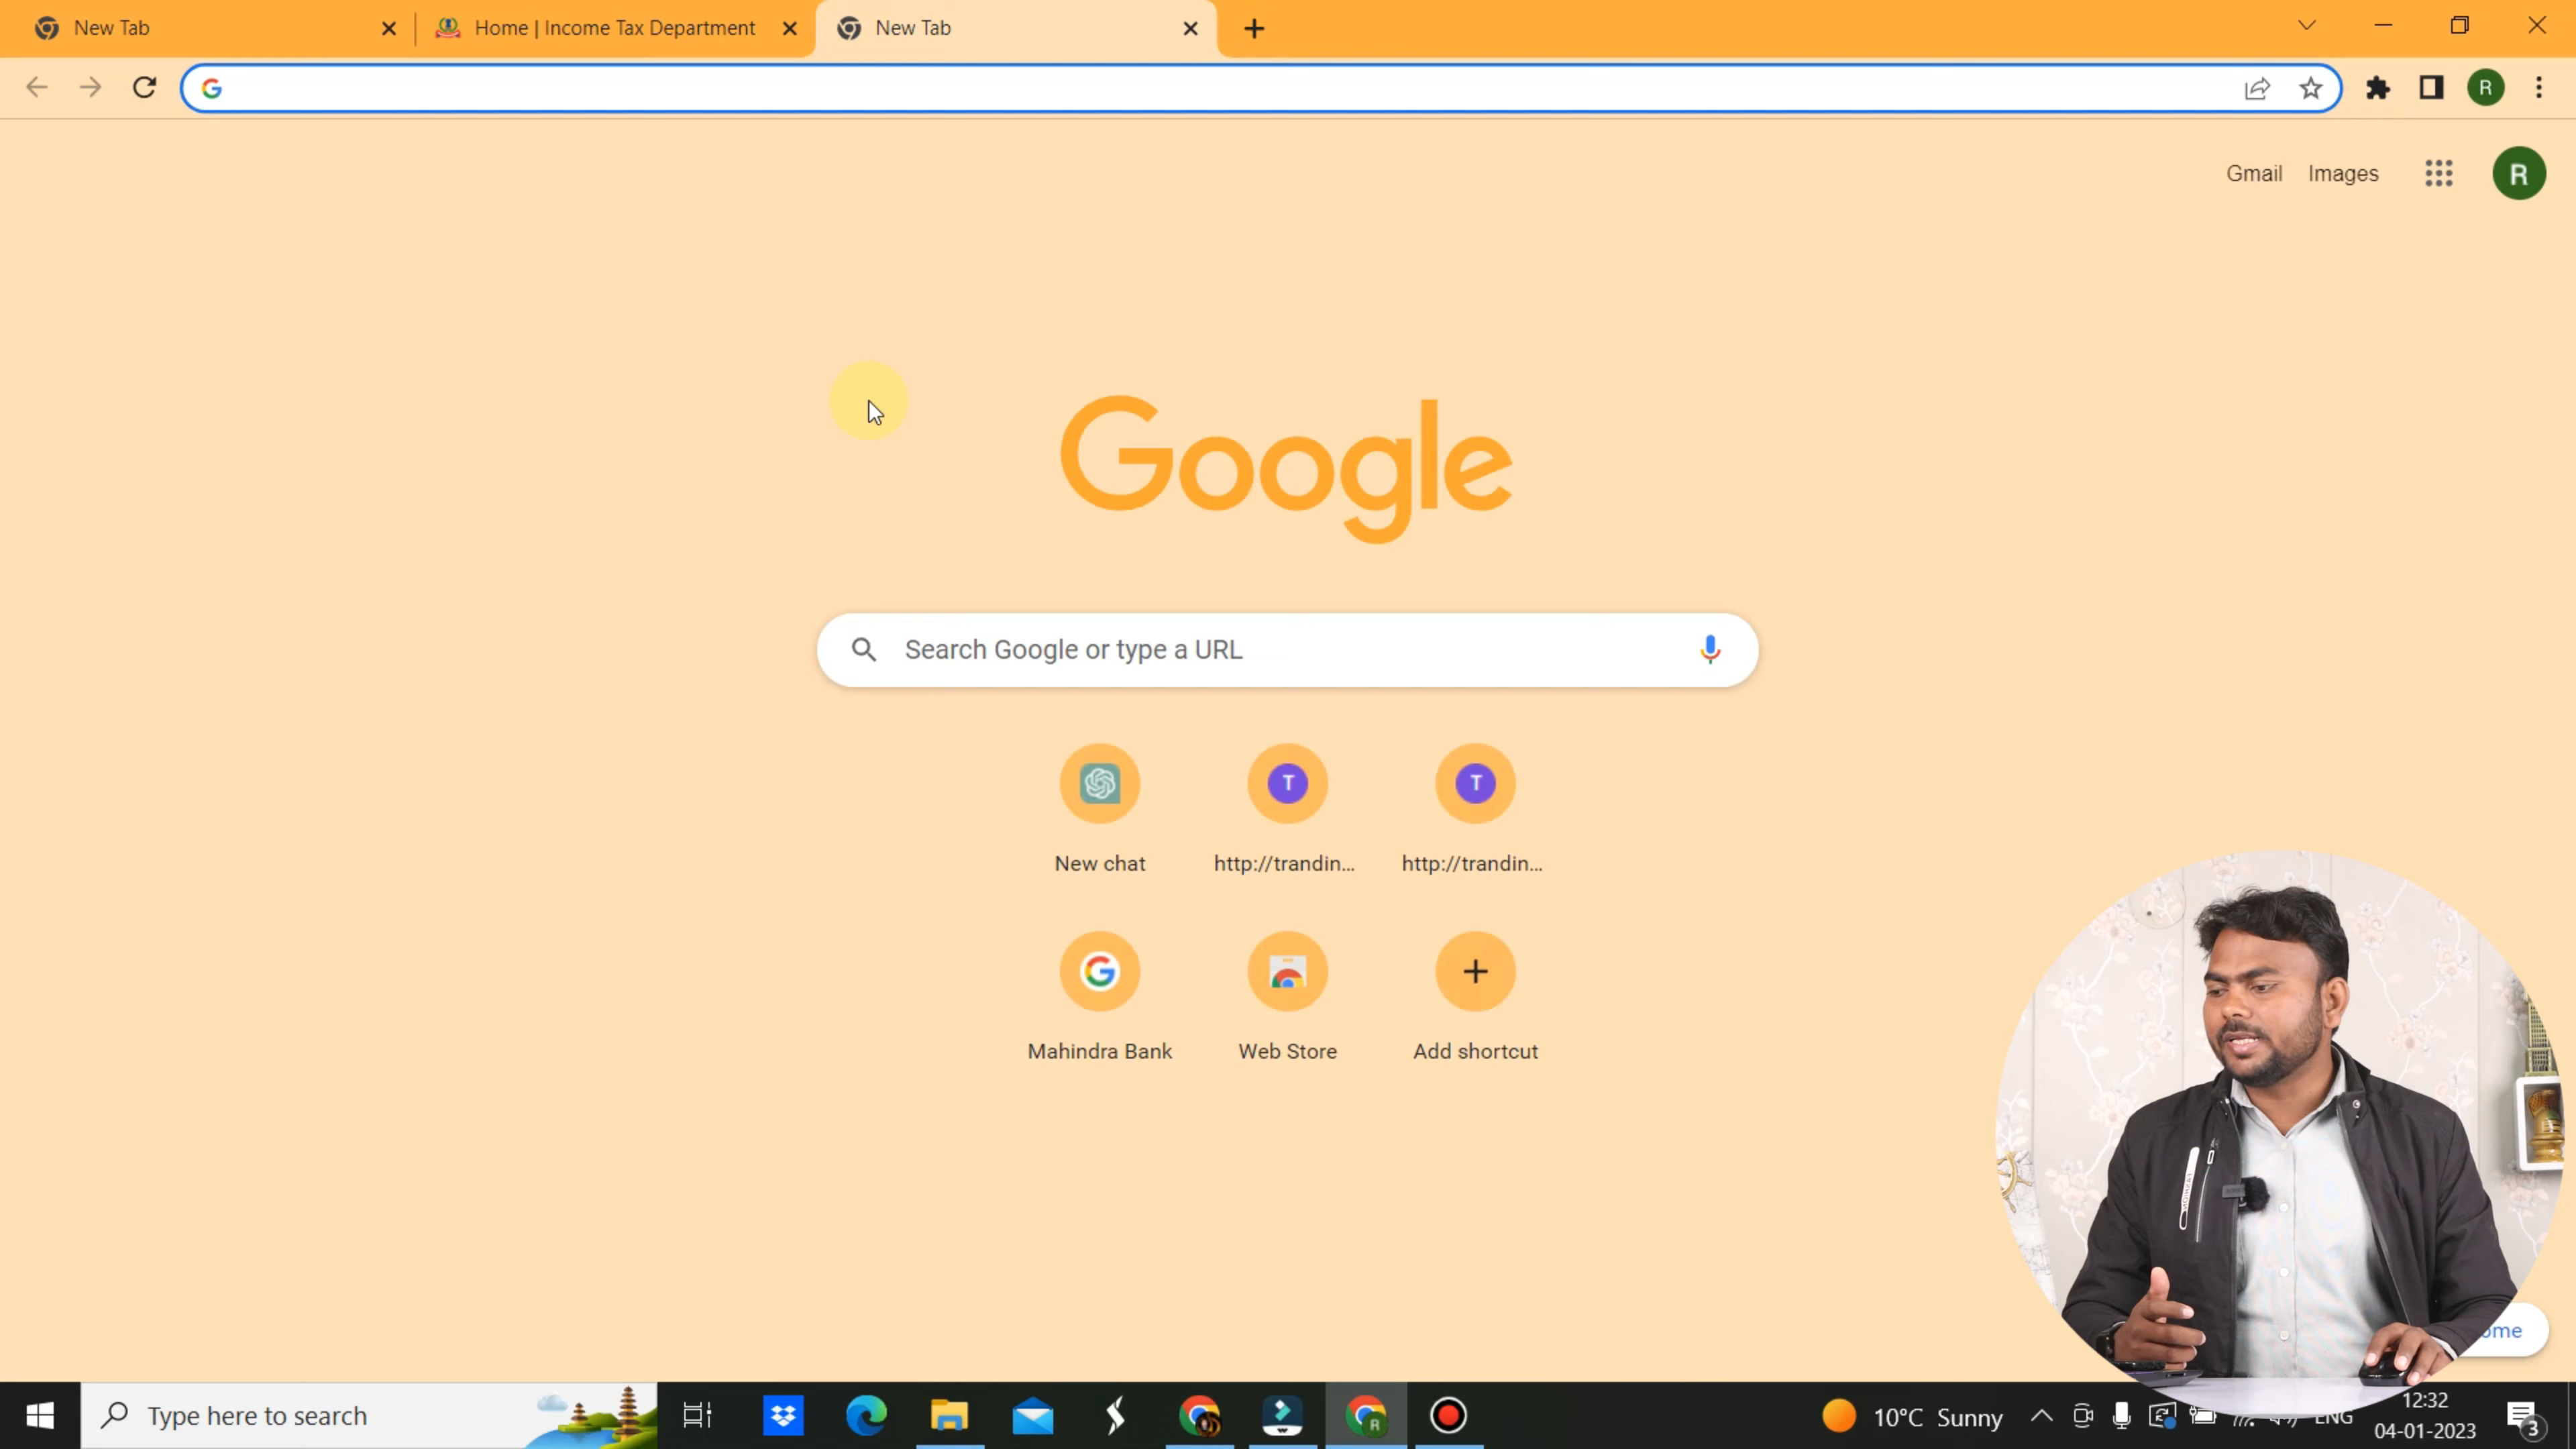 New Tab
Home | Income Tax Department
New Tab
R
Gmail
Images
R
Google
Search Google or type a URL
T
T
New chat
http://trandin...
http://trandin...
Mahindra Bank
Web Store
Add shortcut
Type here to search
R
10°C Sunny
ENG
12:32
04-01-2023
3